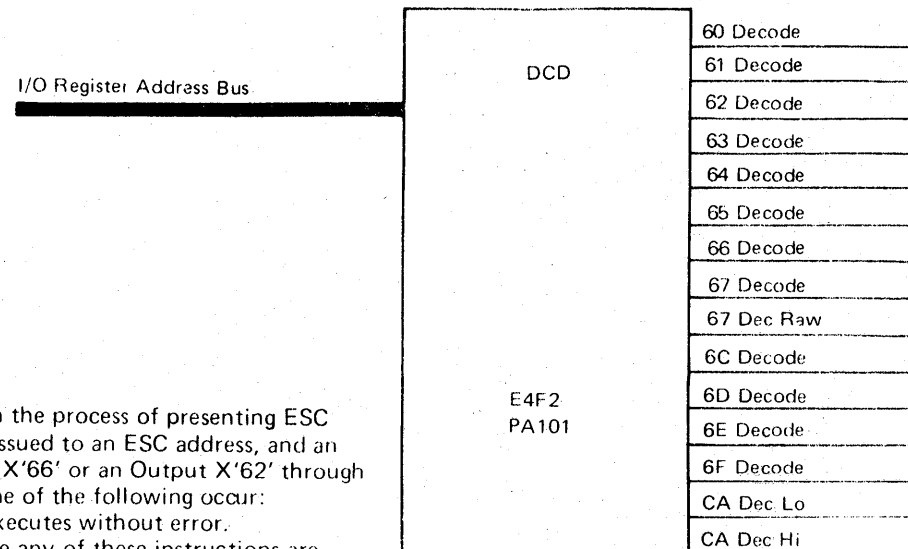 I/O Register Address Bus
DCD
E4F2
PA101
60 Decode
61 Decode
62 Decode
63 Decode
64 Decode
65 Decode
66 Decode
67 Decode
67 Dec Raw
6C Decode
6D Decode
6E Decode
6F Decode
CA Dec Lo
CA Dec Hi
the process of presenting ESC
ssued to an ESC address, and an
X'66' or an Output X'62' through
ne of the following occur:
xecutes without error.
any of these instructions are